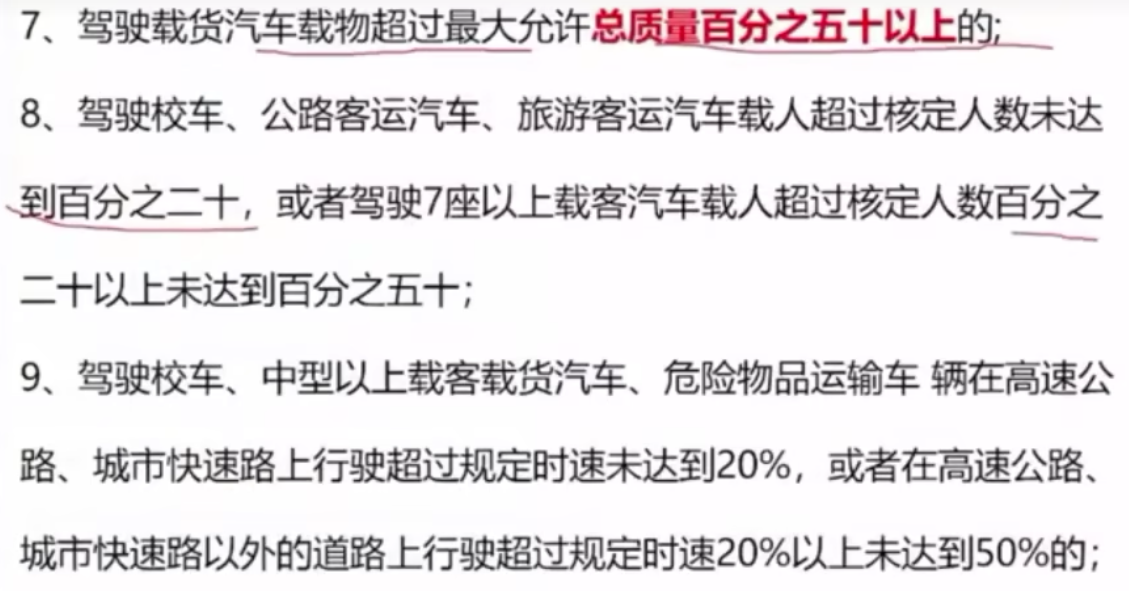 7、驾驶载货汽车载物超过最大允许总质量百分之五十以上的;
8、驾驶校车、公路客运汽车、旅游客运汽车载人超过核定人数未达
到百分之二十，或者驾驶7座以上载客汽车载人超过核定人数百分之
二十以上未达到百分之五十；
9、驾驶校车、中型以上载客载货汽车、危险物品运输车 辆在高速公
路、城市快速路上行驶超过规定时速未达到20%，或者在高速公路、
城市快速路以外的道路上行驶超过规定时速20%以上未达到50%的；